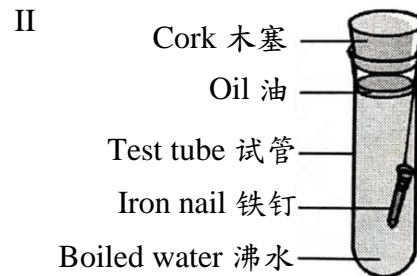 II
Cork 木塞
Oil 油
Test tube 试管
Iron nail 铁钉
Boiled water 沸水